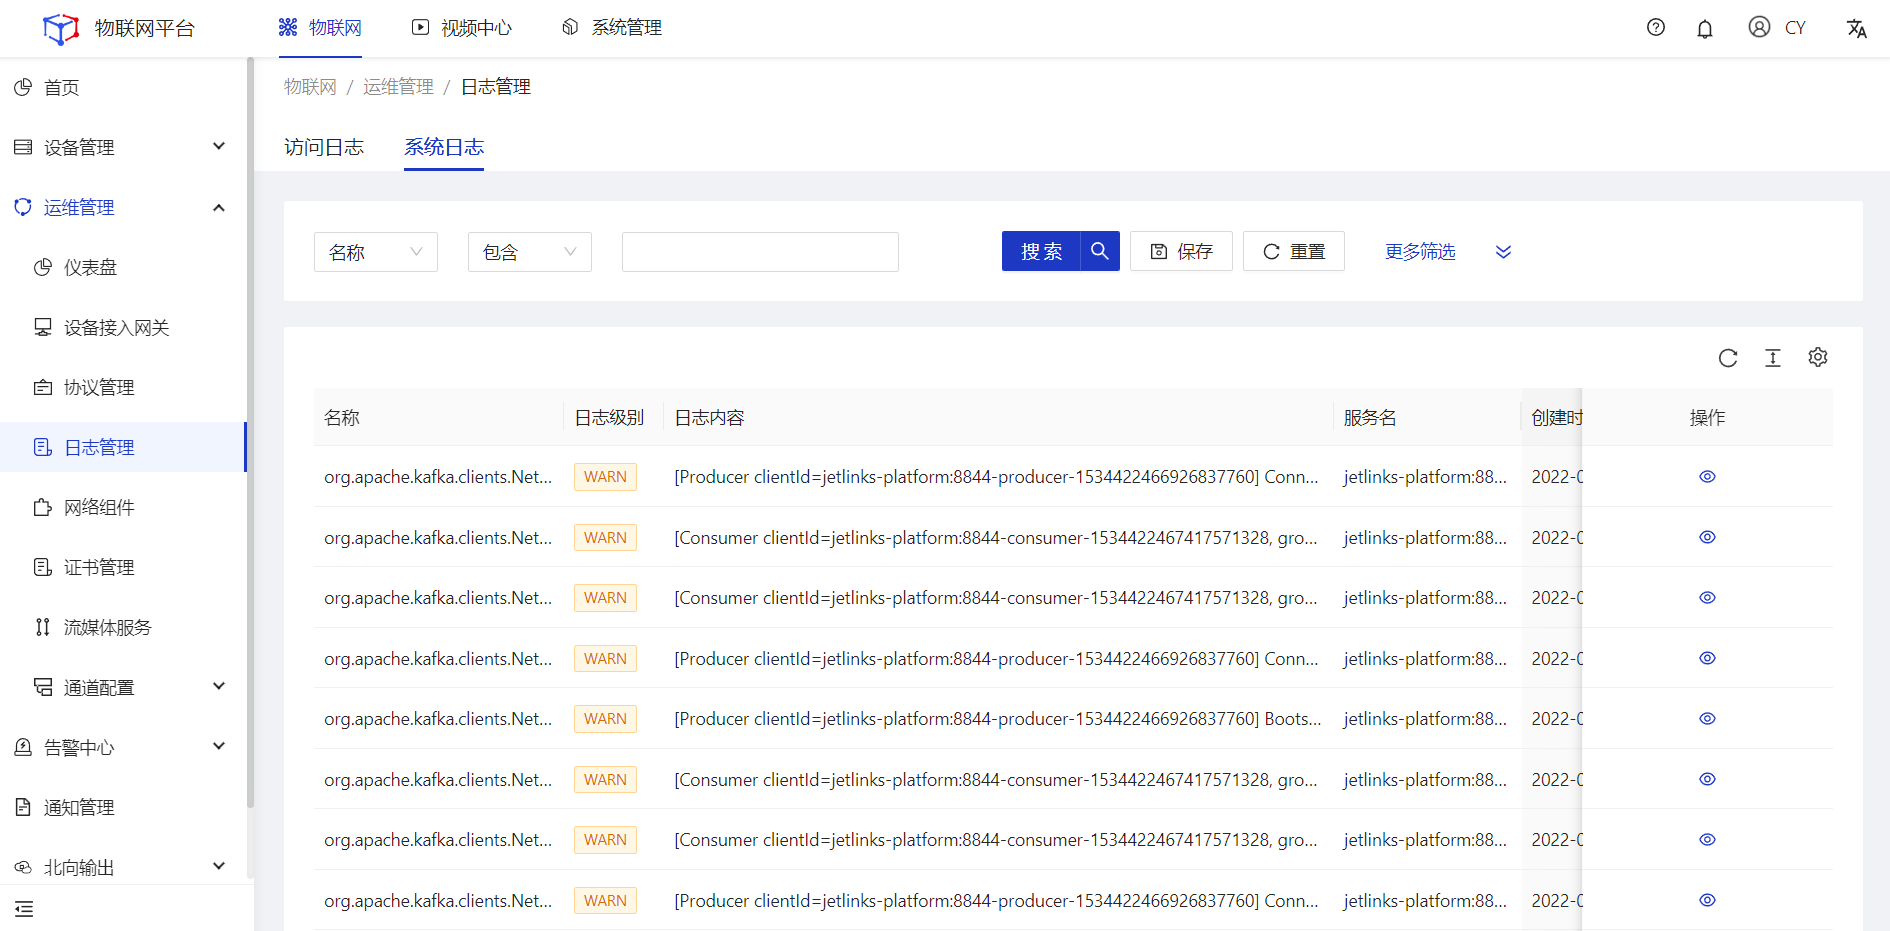 物联网平台
物联网
视频中心
系统管理
CY
首页
设备管理
运维管理
仪表盘
设备接入网关
协议管理
日志管理
网络组件
证书管理
流媒体服务
通道配置
告警中心
通知管理
北向输出
物联网 / 运维管理 / 日志管理
访问日志 系统日志
名称 包含 搜索 保存 重置 更多筛选
名称 日志级别 日志内容 服务名 创建时 操作
org.apache.kafka.clients.Net... WARN [Producer clientId=jetlinks-platform:8844-producer-1534422466926837760] Conn... jetlinks-platform:88... 2022-0
org.apache.kafka.clients.Net... WARN [Consumer clientId=jetlinks-platform:8844-consumer-1534422467417571328, gro... jetlinks-platform:88... 2022-0
org.apache.kafka.clients.Net... WARN [Consumer clientId=jetlinks-platform:8844-consumer-1534422467417571328, gro... jetlinks-platform:88... 2022-0
org.apache.kafka.clients.Net... WARN [Producer clientId=jetlinks-platform:8844-producer-1534422466926837760] Conn... jetlinks-platform:88... 2022-0
org.apache.kafka.clients.Net... WARN [Producer clientId=jetlinks-platform:8844-producer-1534422466926837760] Boots... jetlinks-platform:88... 2022-0
org.apache.kafka.clients.Net... WARN [Consumer clientId=jetlinks-platform:8844-consumer-1534422467417571328, gro... jetlinks-platform:88... 2022-0
org.apache.kafka.clients.Net... WARN [Consumer clientId=jetlinks-platform:8844-consumer-1534422467417571328, gro... jetlinks-platform:88... 2022-0
org.apache.kafka.clients.Net... WARN [Producer clientId=jetlinks-platform:8844-producer-1534422466926837760] Conn... jetlinks-platform:88... 2022-0